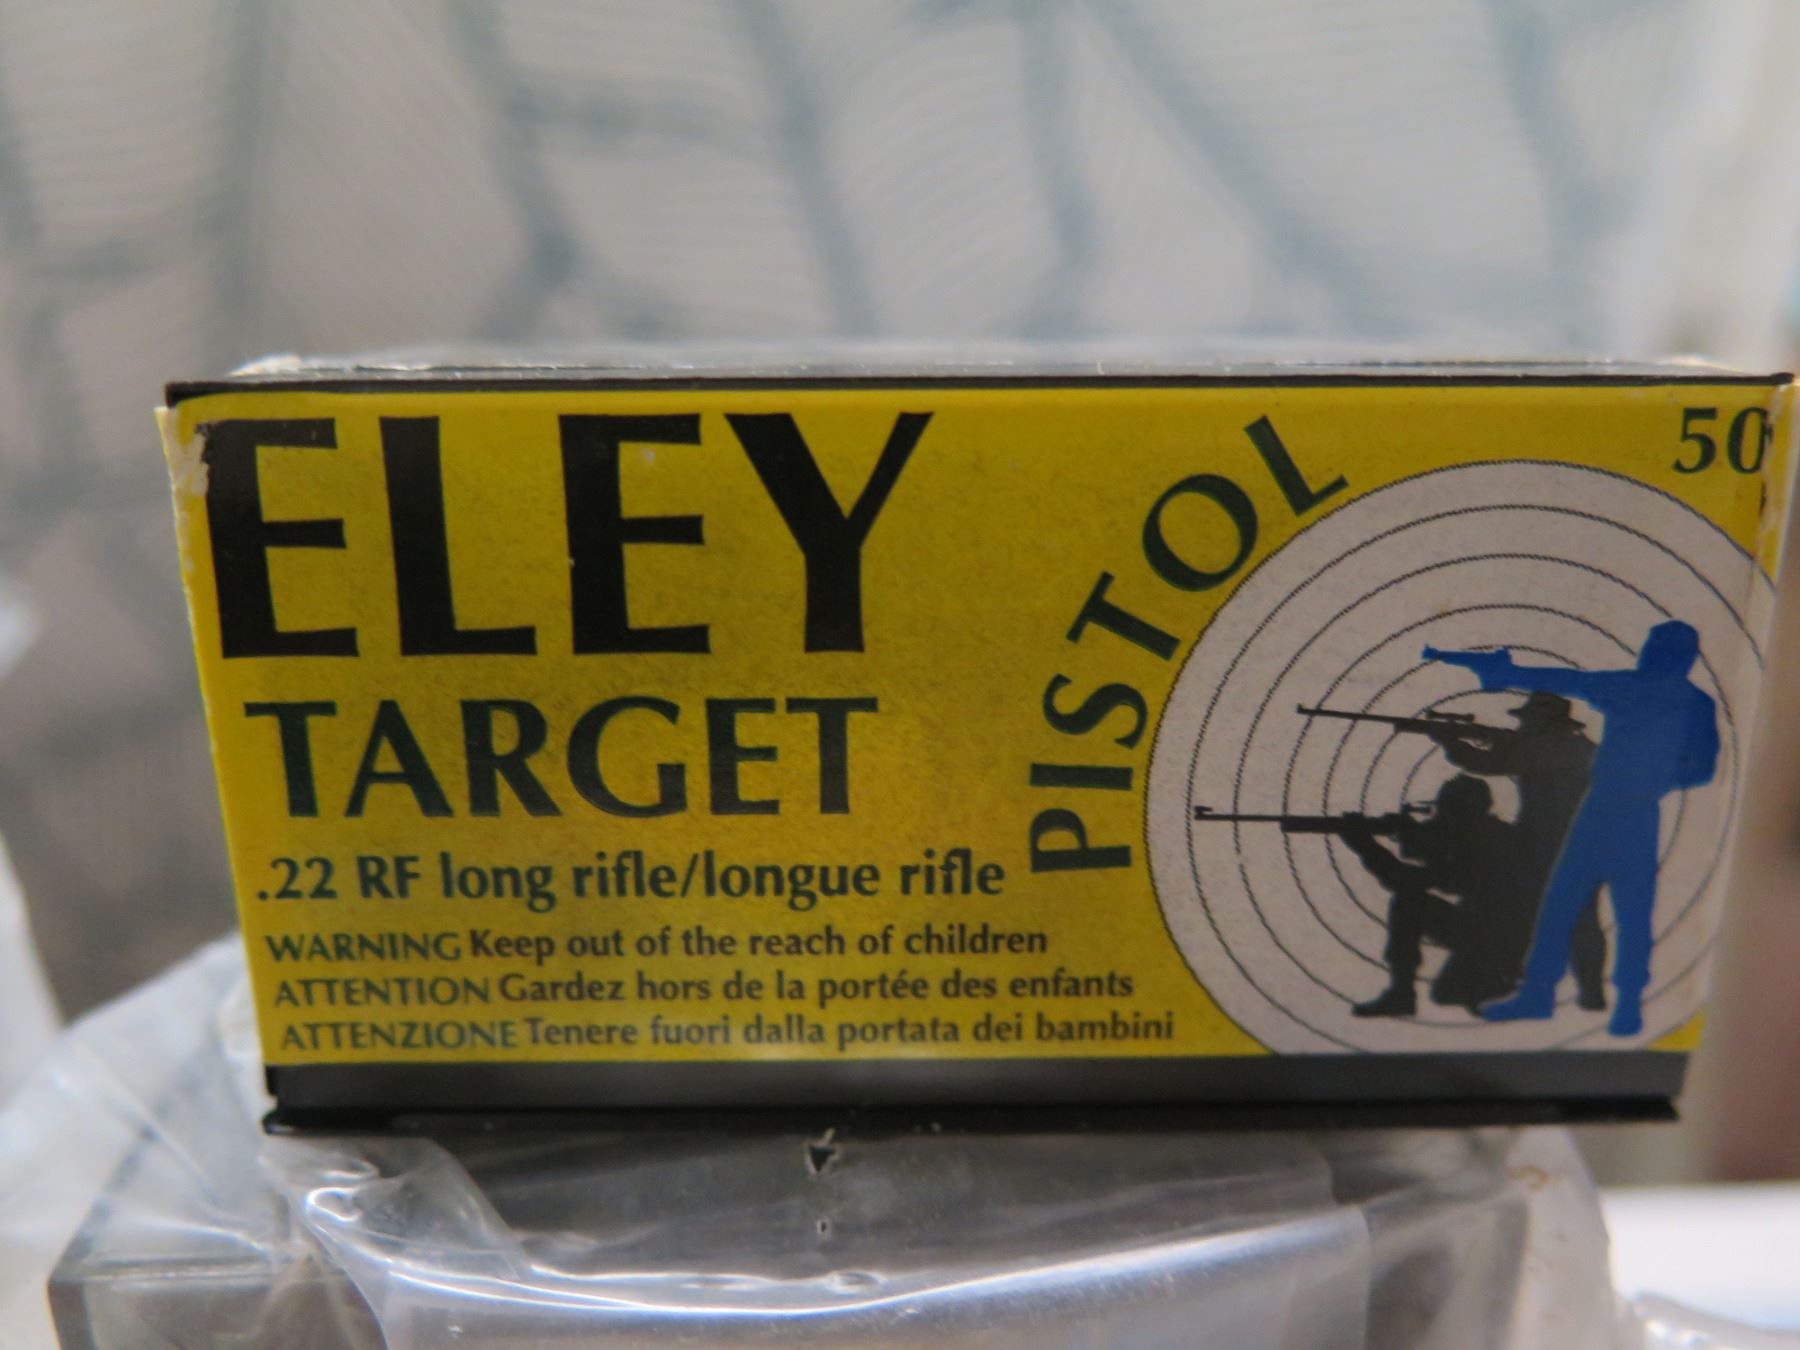 ELEY
PISTOL
50
TARGET
.22 RF long rifle/longue rifle
WARNING Keep out of the reach of children
ATTENTION Gardez hors de la portée des enfants
ATTENZIONE Tenere fuori dalla portata dei bambini